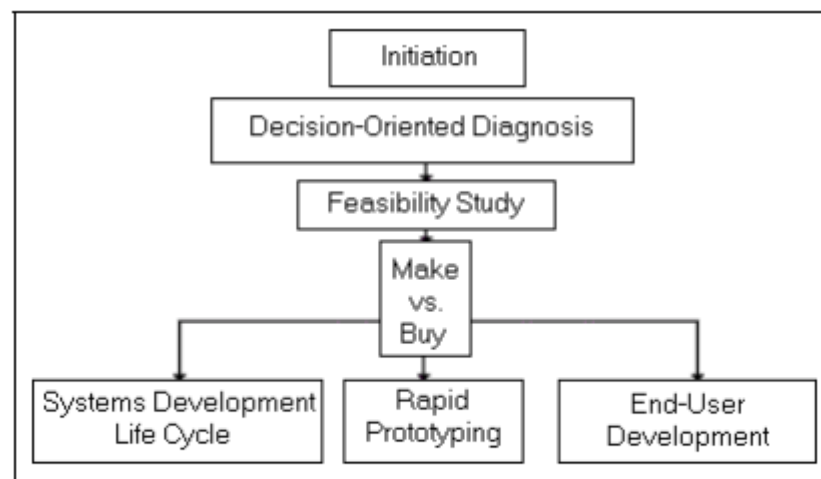 Initiation
Decision-Oriented Diagnosis
Feasibility Study
Make
vs.
Buy
Systems Development
Life Cycle
Rapid
Prototyping
End-User
Development